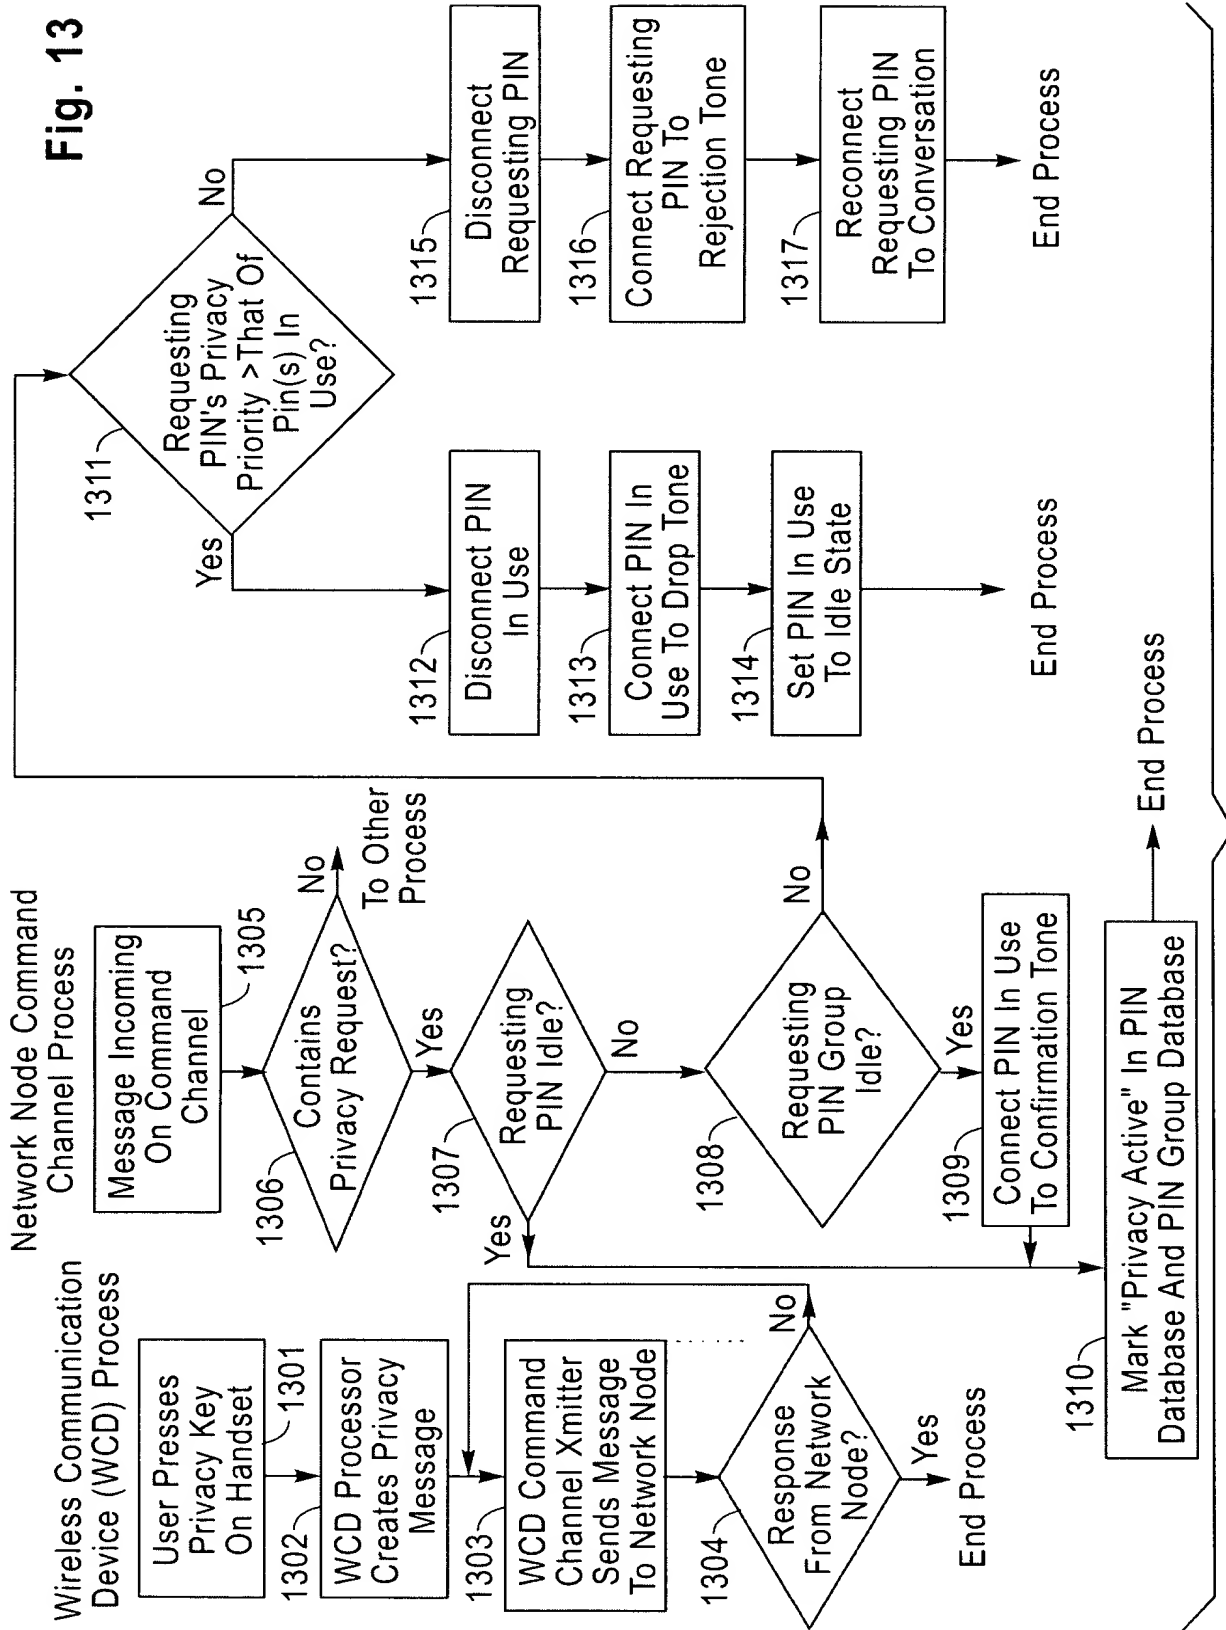 Fig. 13
Wireless Communication
Device (WCD) Process
User Presses
Privacy Key
On Handset
1301
1302
WCD Processor
Creates Privacy
Message
1303
WCD Command
Channel Xmitter
Sends Message
To Network Node
1304
Response
From Network
Node?
No
Yes
End Process
Network Node Command
Channel Process
Message Incoming
On Command
Channel
1305
1306
Contains
Privacy Request?
No
To Other
Process
Yes
1307
Requesting
PIN Idle?
Yes
No
1308
Requesting
PIN Group
Idle?
No
Yes
1309
Connect PIN In Use
To Confirmation Tone
1310
Mark "Privacy Active" In PIN
Database And PIN Group Database
End Process
1311
Requesting
PIN's Privacy
Priority >That Of
Pin(s) In
Use?
Yes
No
1312
Disconnect PIN
In Use
1313
Connect PIN In
Use To Drop Tone
1314
Set PIN In Use
To Idle State
End Process
1315
Disconnect
Requesting PIN
1316
Connect Requesting
PIN To
Rejection Tone
1317
Reconnect
Requesting PIN
To Conversation
End Process